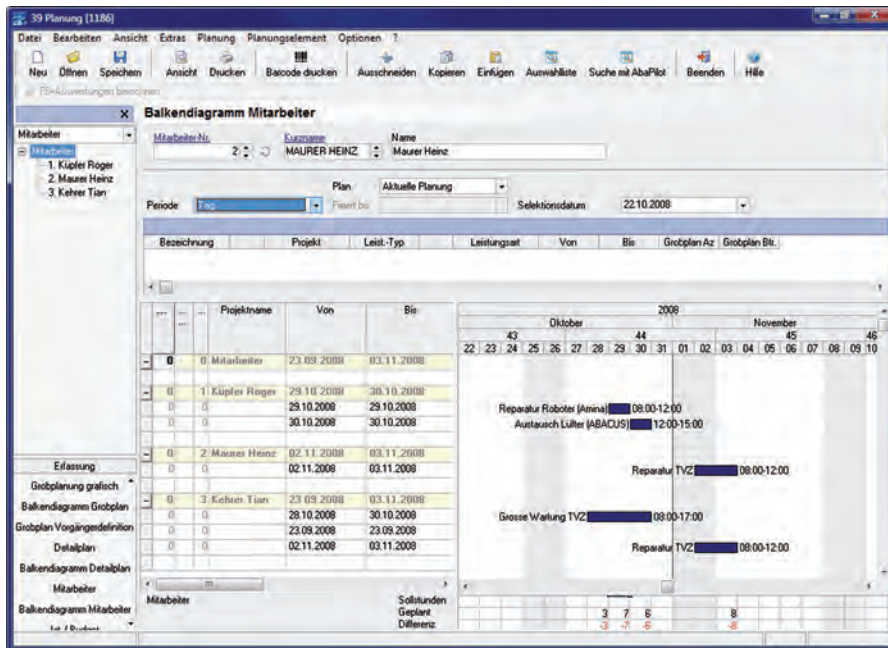 39 Planung [1186]
Datei Bearbeiten Ansicht Extras Planung Planungselement Optionen ?
Neu Öffnen Speichern Ansicht Drucken Barcode drucken Ausschneiden Kopieren Einfügen Auswahlliste Suche mit AbaPilot Beenden Hilfe
Balkendiagramm Mitarbeiter
Mitarbeiter
Mitarbeiter
1. Küpfer Roger
2. Maurer Heinz
3. Kehrer Tian
Mitarbeiter Nr. Kurzname Name
2 MAURER HEINZ Maurer Heinz
Plan Aktuelle Planung
Periode Tag Fixiert bis Selektionsdatum 22.10.2008
Bezeichnung Projekt Leist.-Typ Leistungsart Von Bis Grobplan Az Grobplan Btr.
Projektname Von Bis
2008
Oktober November
43 44 45 46
22 23 24 25 26 27 28 29 30 31 01 02 03 04 05 06 07 08 09 10
0 0 Mitarbeiter 23.09.2008 03.11.2008
0 1 Küpfer Roger 29.10.2008 30.10.2008
0 0 29.10.2008 29.10.2008 Reparatur Roboter (Amina) 08:00-12:00
0 0 30.10.2008 30.10.2008 Austausch Lüfter (ABACUS) 12:00-15:00
0 2 Maurer Heinz 02.11.2008 03.11.2008
0 0 02.11.2008 03.11.2008 Reparatur TVZ 08:00-12:00
0 3 Kehrer Tian 23.09.2008 03.11.2008
0 0 28.10.2008 30.10.2008 Grosse Wartung TVZ 08:00-17:00
0 0 23.09.2008 23.09.2008
0 0 02.11.2008 03.11.2008 Reparatur TVZ 08:00-12:00
Erfassung
Grobplanung grafisch
Balkendiagramm Grobplan
Grobplan Vorgängerdefinition
Detailplan
Balkendiagramm Detailplan
Mitarbeiter
Balkendiagramm Mitarbeiter
Mitarbeiter Sollstunden
Geplant 3 7 6 8
Differenz -3 -7 -6 -8